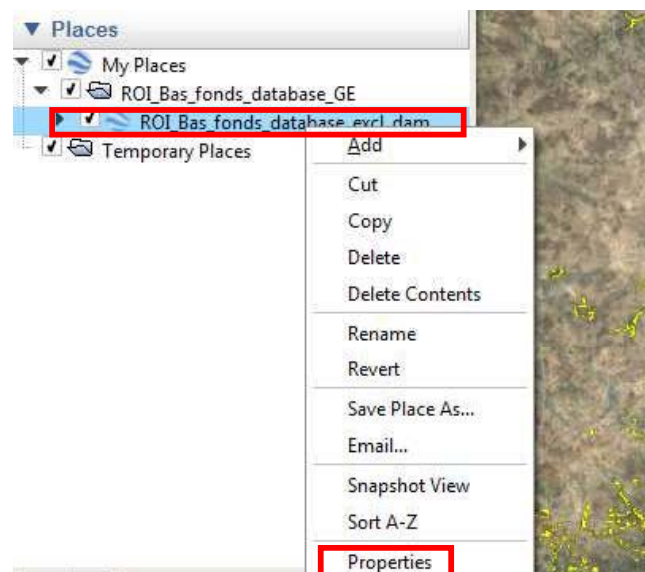 Places
My Places
ROI_Bas_fonds_database_GE
ROI_Bas_fonds_database_excl_dam
Temporary Places
Add
Cut
Copy
Delete
Delete Contents
Rename
Revert
Save Place As...
Email...
Snapshot View
Sort A-Z
Properties